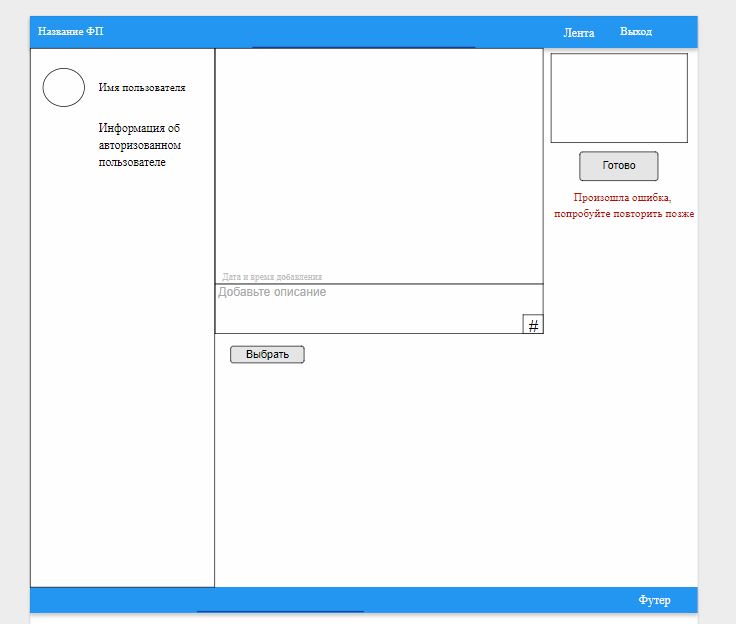 Название ФП
Лента
Выход
Имя пользователя
Информация об
авторизованном
пользователе
Дата и время добавления
Добавьте описание
#
Выбрать
Готово
Произошла ошибка,
попробуйте повторить позже
Футер